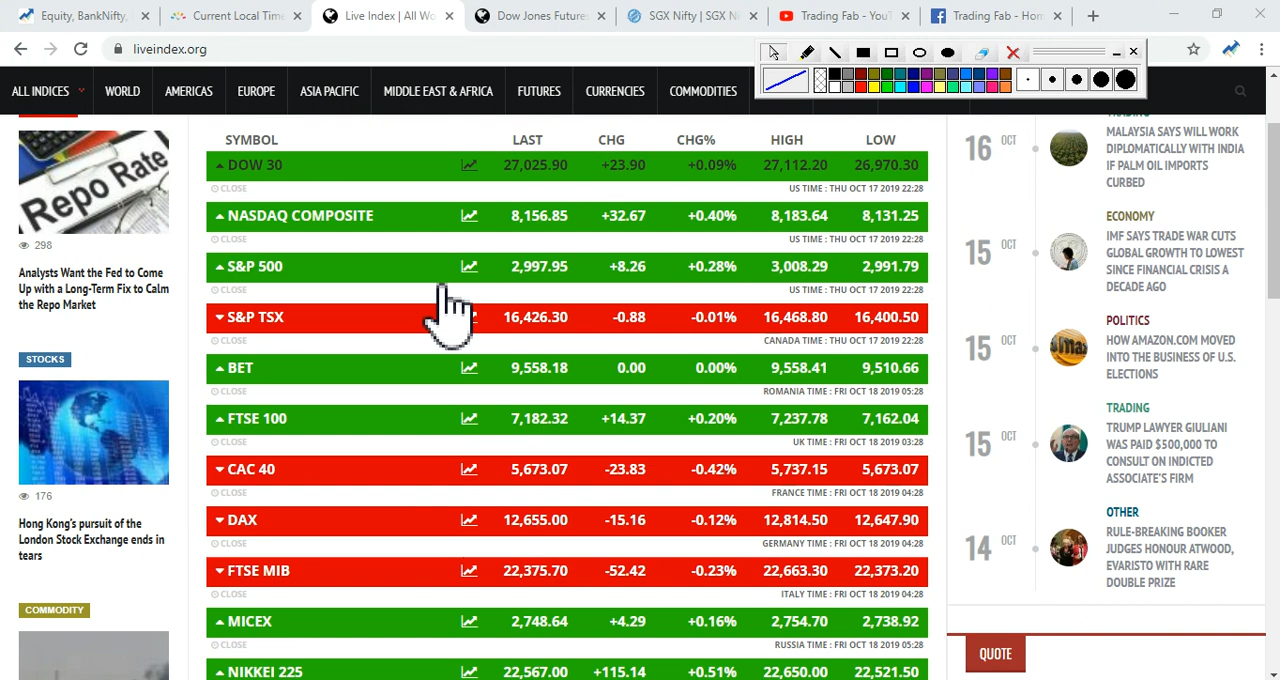 Equity, BankNifty,
Current Local Time
Live Index | All Wo
Dow Jones Future
SGX Nifty | SGX N
Trading Fab - You
Trading Fab - Hom
liveindex.org
ALL INDICES
WORLD
AMERICAS
EUROPE
ASIA PACIFIC
MIDDLE EAST & AFRICA
FUTURES
CURRENCIES
COMMODITIES
Repo Rate
298
Analysts Want the Fed to Come
Up with a Long-Term Fix to Calm
the Repo Market
STOCKS
176
Hong Kong's pursuit of the
London Stock Exchange ends in
tears
COMMODITY
SYMBOL LAST CHG CHG% HIGH LOW
DOW 30 27,025.90 +23.90 +0.09% 27,112.20 26,970.30
CLOSE US TIME : THU OCT 17 2019 22:28
NASDAQ COMPOSITE 8,156.85 +32.67 +0.40% 8,183.64 8,131.25
CLOSE US TIME : THU OCT 17 2019 22:28
S&P 500 2,997.95 +8.26 +0.28% 3,008.29 2,991.79
CLOSE US TIME : THU OCT 17 2019 22:28
S&P TSX 16,426.30 -0.88 -0.01% 16,468.80 16,400.50
CLOSE CANADA TIME : THU OCT 17 2019 22:28
BET 9,558.18 0.00 0.00% 9,558.41 9,510.66
CLOSE ROMANIA TIME : FRI OCT 18 2019 05:28
FTSE 100 7,182.32 +14.37 +0.20% 7,237.78 7,162.04
CLOSE UK TIME : FRI OCT 18 2019 03:28
CAC 40 5,673.07 -23.83 -0.42% 5,737.15 5,673.07
CLOSE FRANCE TIME : FRI OCT 18 2019 04:28
DAX 12,655.00 -15.16 -0.12% 12,814.50 12,647.90
CLOSE GERMANY TIME : FRI OCT 18 2019 04:28
FTSE MIB 22,375.70 -52.42 -0.23% 22,663.30 22,373.20
CLOSE ITALY TIME : FRI OCT 18 2019 04:28
MICEX 2,748.64 +4.29 +0.16% 2,754.70 2,738.92
CLOSE RUSSIA TIME : FRI OCT 18 2019 05:28
NIKKEI 225 22,567.00 +115.14 +0.51% 22,650.00 22,521.50
16 OCT
MALAYSIA SAYS WILL WORK
DIPLOMATICALLY WITH INDIA
IF PALM OIL IMPORTS
CURBED
15 OCT
ECONOMY
IMF SAYS TRADE WAR CUTS
GLOBAL GROWTH TO LOWEST
SINCE FINANCIAL CRISIS A
DECADE AGO
15 OCT
POLITICS
HOW AMAZON.COM MOVED
INTO THE BUSINESS OF U.S.
ELECTIONS
15 OCT
TRADING
TRUMP LAWYER GIULIANI
WAS PAID $500,000 TO
CONSULT ON INDICTED
ASSOCIATE'S FIRM
14 OCT
OTHER
RULE-BREAKING BOOKER
JUDGES HONOUR ATWOOD,
EVARISTO WITH RARE
DOUBLE PRIZE
QUOTE